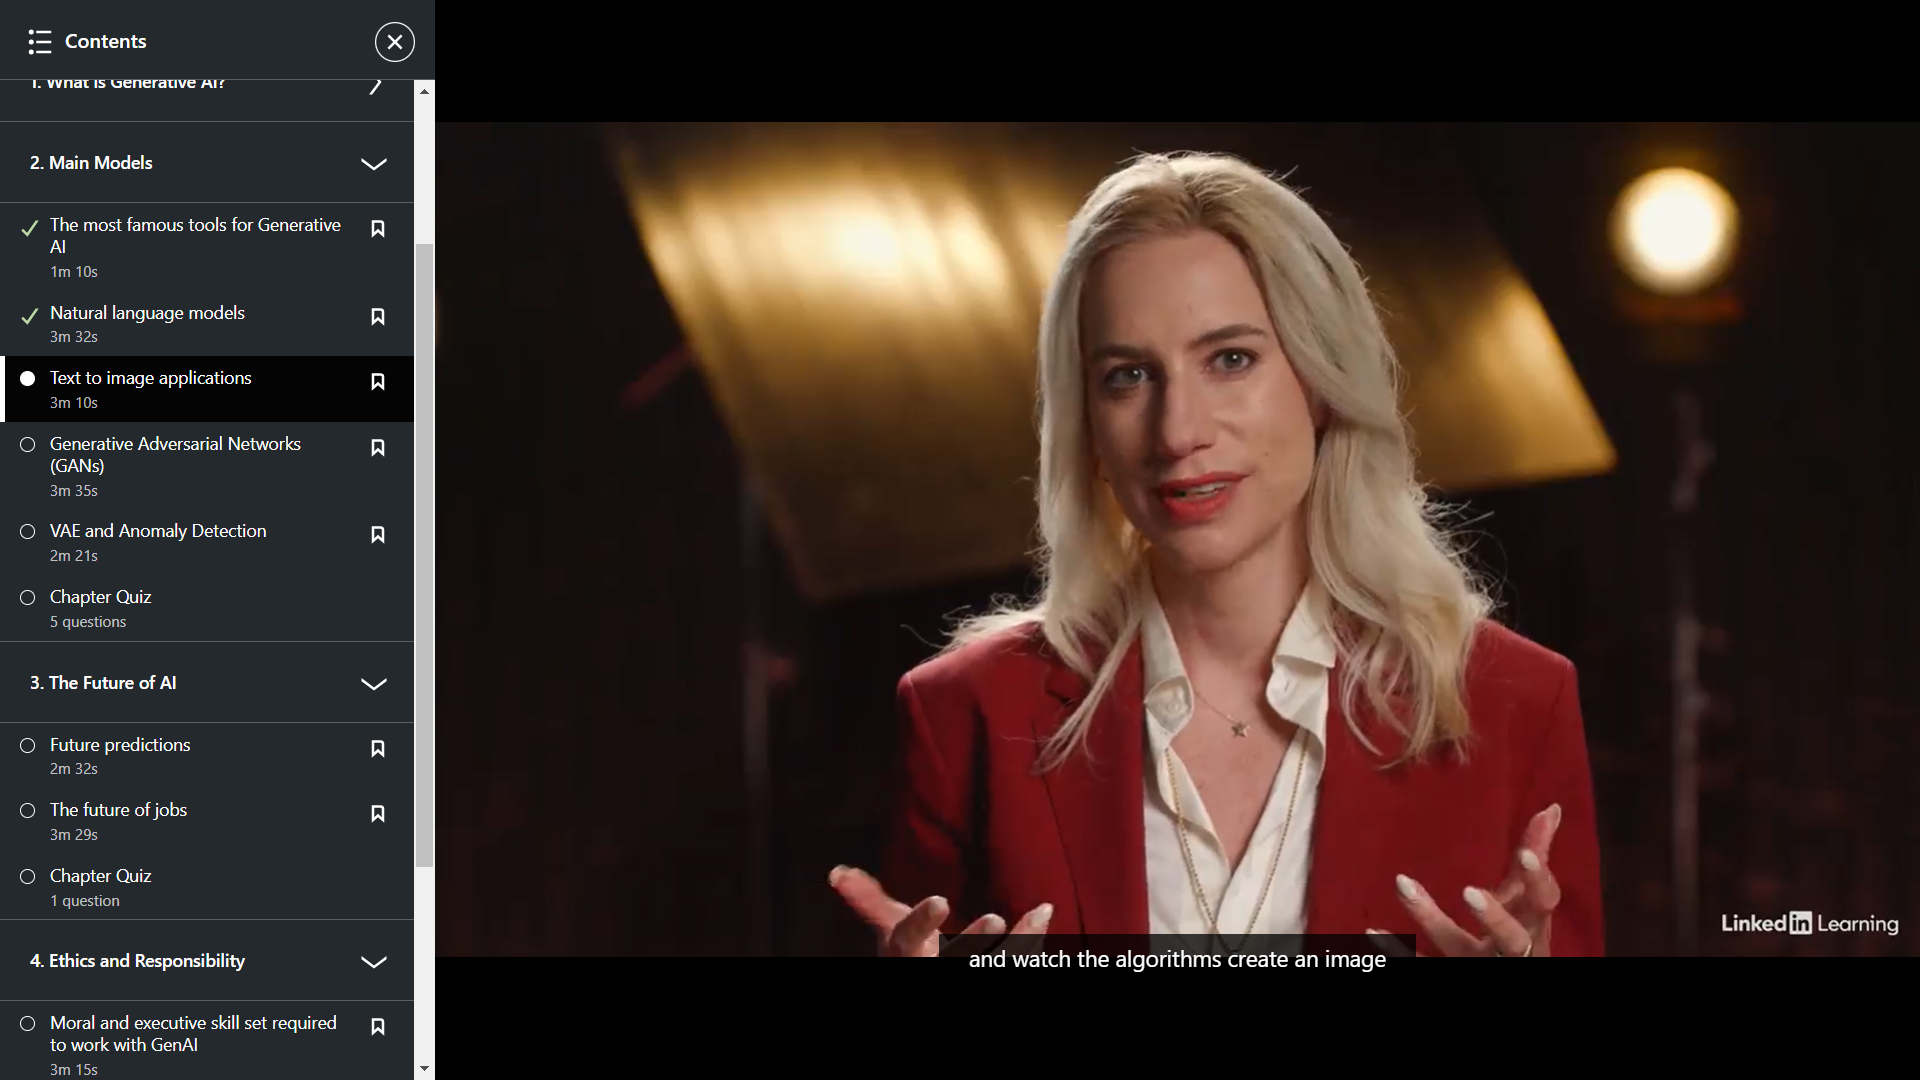 Contents
1. What is Generative AI?
2. Main Models
The most famous tools for Generative
AI
1m 10s
Natural language models
3m 32s
Text to image applications
3m 10s
Generative Adversarial Networks
(GANs)
3m 35s
VAE and Anomaly Detection
2m 21s
Chapter Quiz
5 questions
3. The Future of AI
Future predictions
2m 32s
The future of jobs
3m 29s
Chapter Quiz
1 question
4. Ethics and Responsibility
Moral and executive skill set required
to work with GenAI
3m 15s
LinkedIn Learning
and watch the algorithms create an image